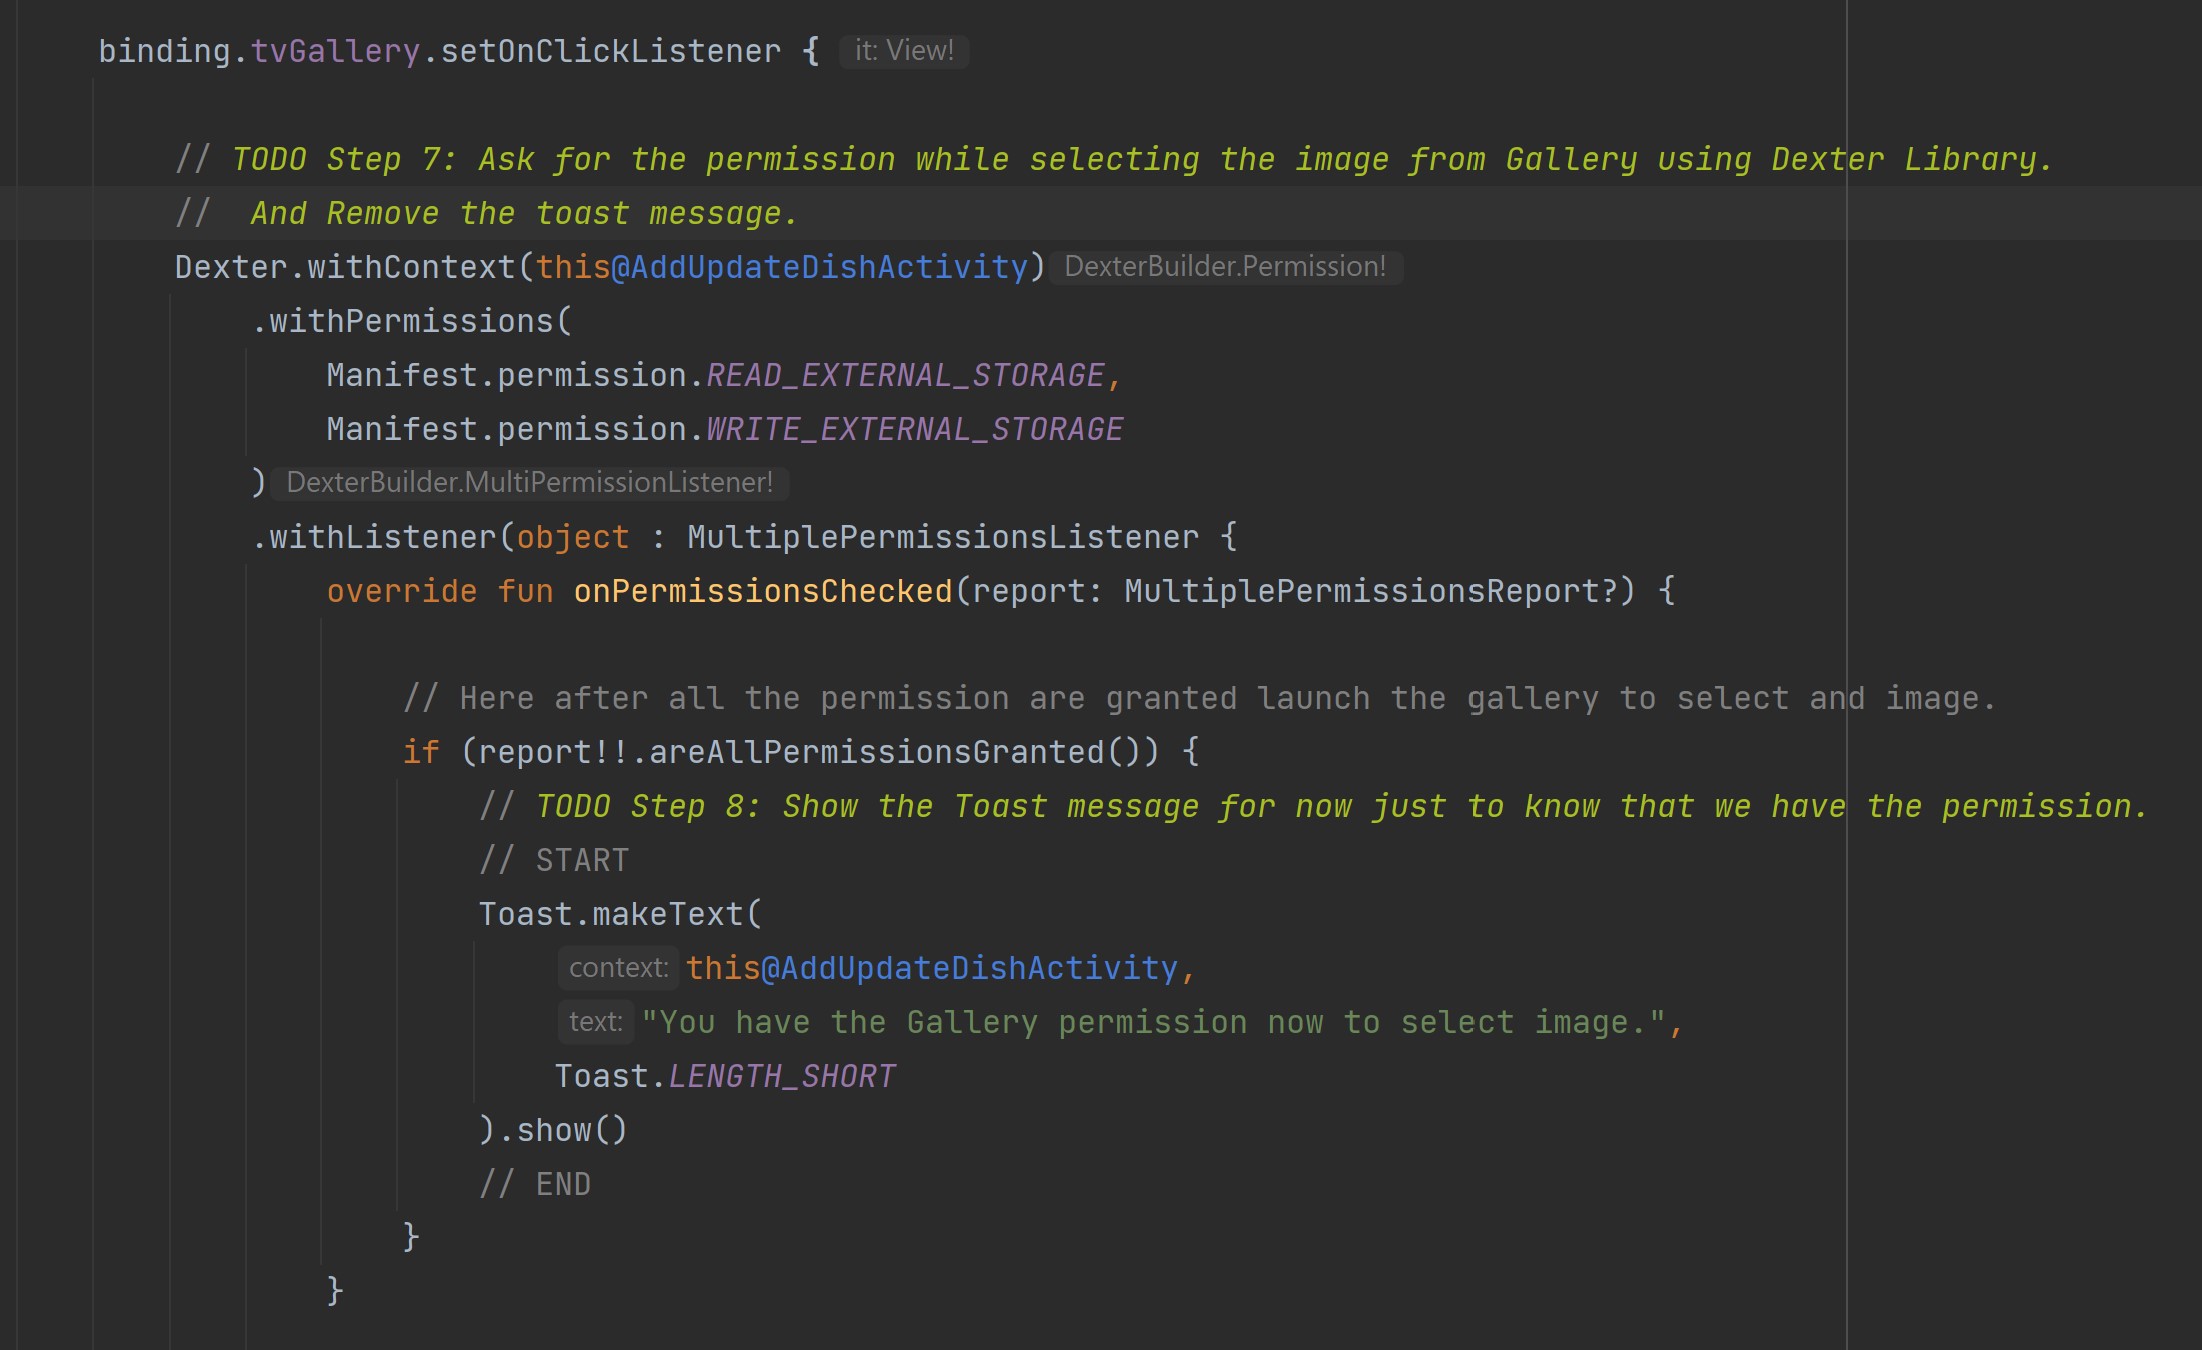 binding.tvGallery.setOnClickListener { it: View!
// TODO Step 7: Ask for the permission while selecting the image from Gallery using Dexter Library.
//  And Remove the toast message.
Dexter.withContext(this@AddUpdateDishActivity) DexterBuilder.Permission!
.withPermissions(
Manifest.permission.READ_EXTERNAL_STORAGE,
Manifest.permission.WRITE_EXTERNAL_STORAGE
) DexterBuilder.MultiPermissionListener!
.withListener(object : MultiplePermissionsListener {
override fun onPermissionsChecked(report: MultiplePermissionsReport?) {
// Here after all the permission are granted launch the gallery to select and image.
if (report!!.areAllPermissionsGranted()) {
// TODO Step 8: Show the Toast message for now just to know that we have the permission.
// START
Toast.makeText(
context: this@AddUpdateDishActivity,
text: "You have the Gallery permission now to select image.",
Toast.LENGTH_SHORT
).show()
// END
}
}